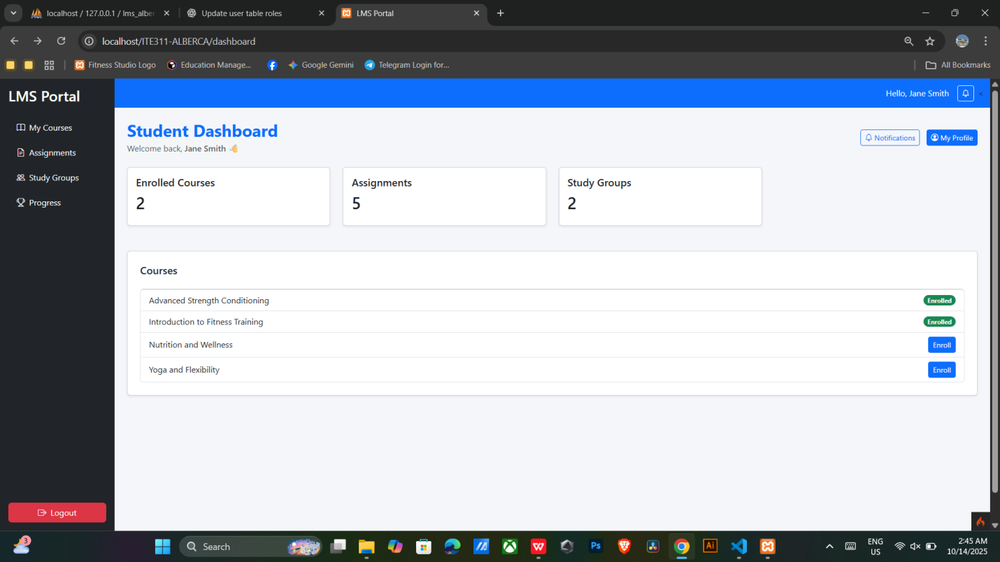 localhost / 127.0.0.1 / lms_alber
Update user table roles
LMS Portal
localhost/ITE311-ALBERCA/dashboard
Fitness Studio Logo
Education Manage...
Google Gemini
Telegram Login for...
All Bookmarks
LMS Portal
My Courses
Assignments
Study Groups
Progress
Logout
Hello, Jane Smith
<
Student Dashboard
Welcome back, Jane Smith 👋
Notifications
My Profile
Enrolled Courses
2
Assignments
5
Study Groups
2
Courses
Advanced Strength Conditioning
Enrolled
Introduction to Fitness Training
Enrolled
Nutrition and Wellness
Enroll
Yoga and Flexibility
Enroll
3
Search
W
Ps
Ai
ENG
US
2:45 AM
10/14/2025